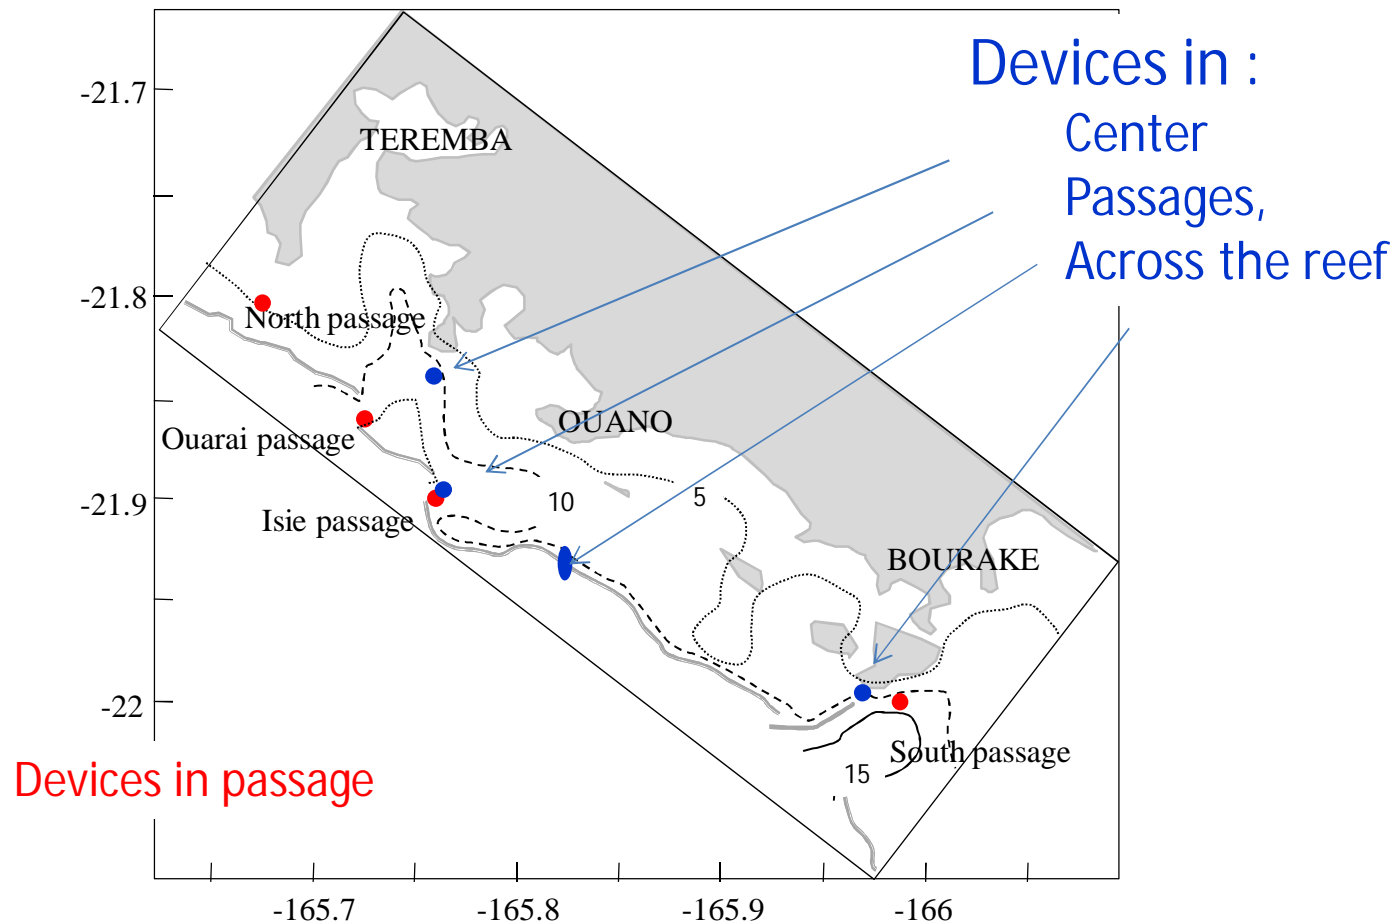 Devices in :
Center
Passages,
Across the reef
-21.7
TEREMBA
-21.8
North passage
OUANO
Ouarai passage
10
5
-21.9
Isie passage
BOURAKE
-22
South passage
15
Devices in passage
-165.7
-165.8
-165.9
-166